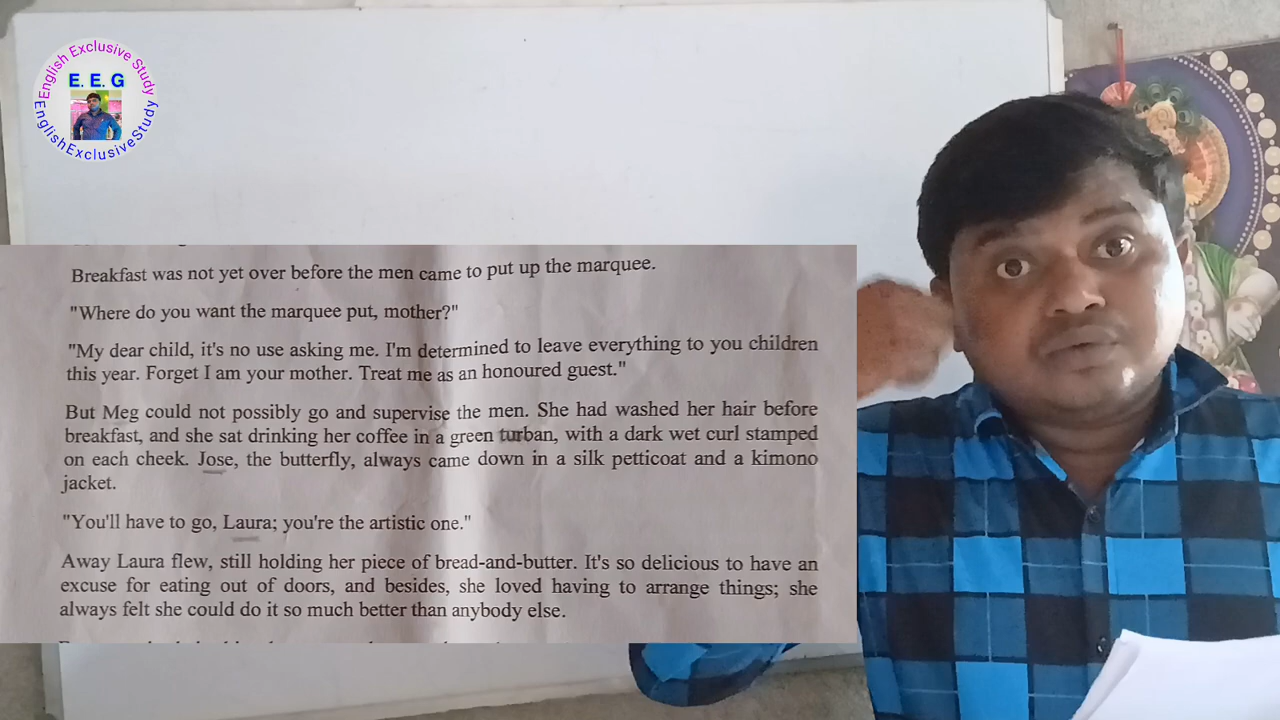 English Exclusive Study
E. E. G
EnglishExclusiveStudy
Breakfast was not yet over before the men came to put up the marquee.
"Where do you want the marquee put, mother?"
"My dear child, it's no use asking me. I'm determined to leave everything to you children
this year. Forget I am your mother. Treat me as an honoured guest."
But Meg could not possibly go and supervise the men. She had washed her hair before
breakfast, and she sat drinking her coffee in a green turban, with a dark wet curl stamped
on each cheek. Jose, the butterfly, always came down in a silk petticoat and a kimono
jacket.
"You'll have to go, Laura; you're the artistic one."
Away Laura flew, still holding her piece of bread-and-butter. It's so delicious to have an
excuse for eating out of doors, and besides, she loved having to arrange things; she
always felt she could do it so much better than anybody else.